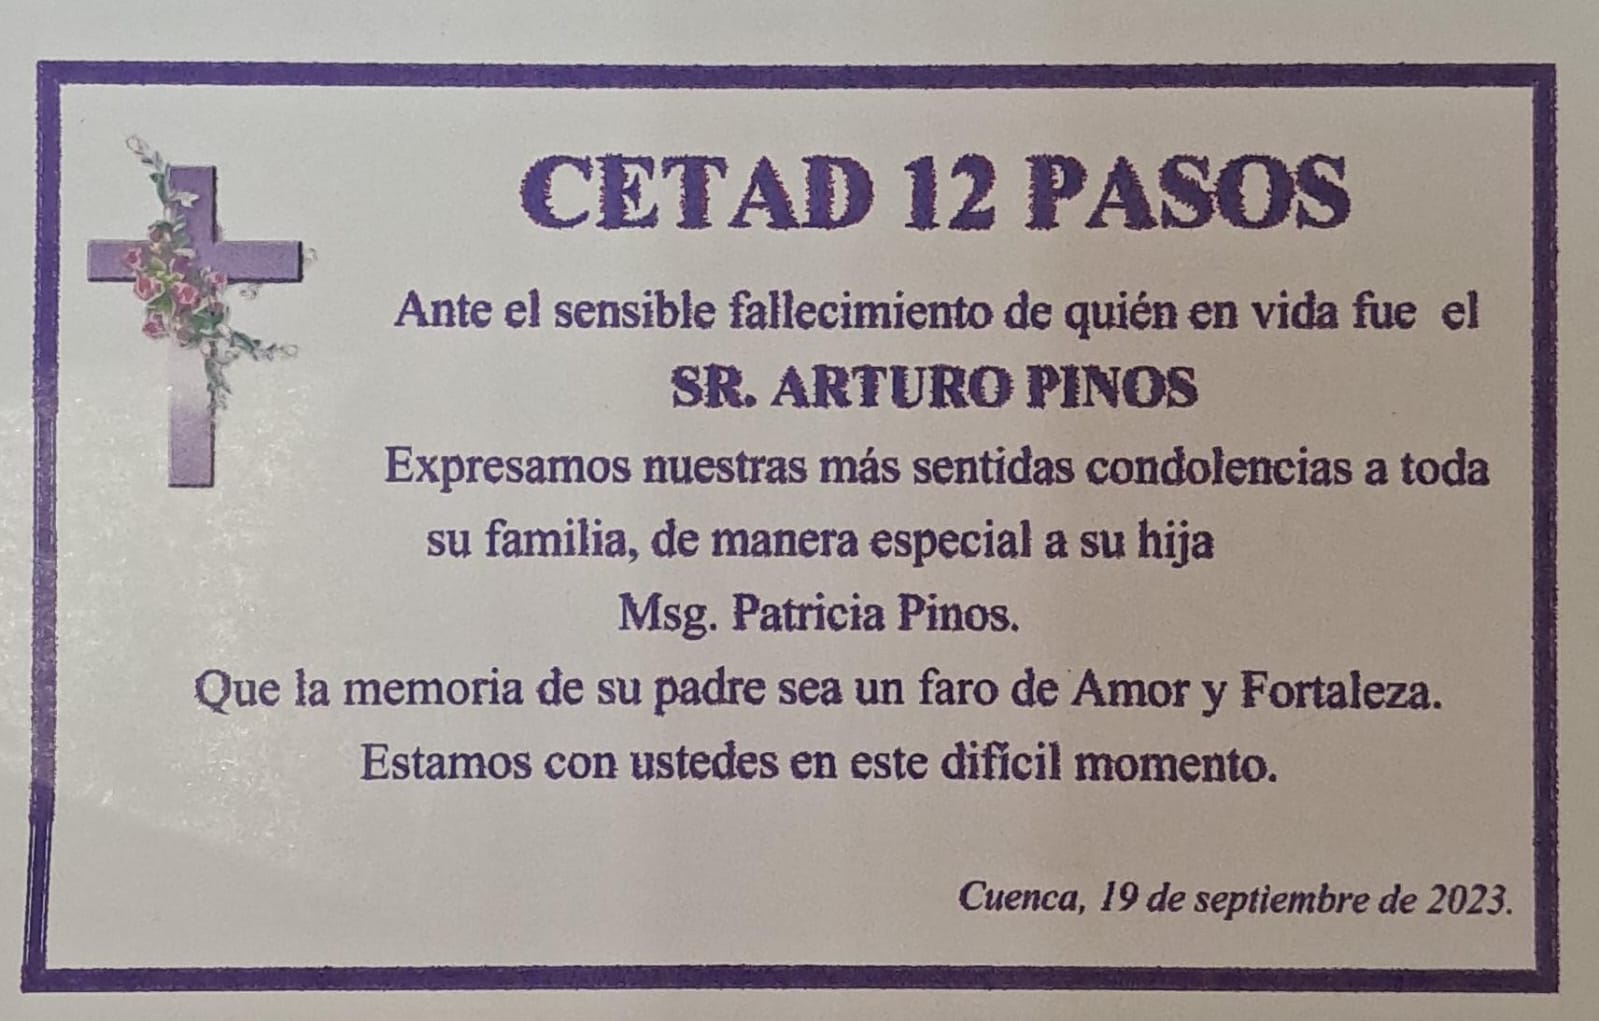 CETAD 12 PASOS
Ante el sensible fallecimiento de quién en vida fue el
SR. ARTURO PINOS
Expresamos nuestras más sentidas condolencias a toda
su familia, de manera especial a su hija
Msg. Patricia Pinos.
Que la memoria de su padre sea un faro de Amor y Fortaleza.
Estamos con ustedes en este difícil momento.
Cuenca, 19 de septiembre de 2023.